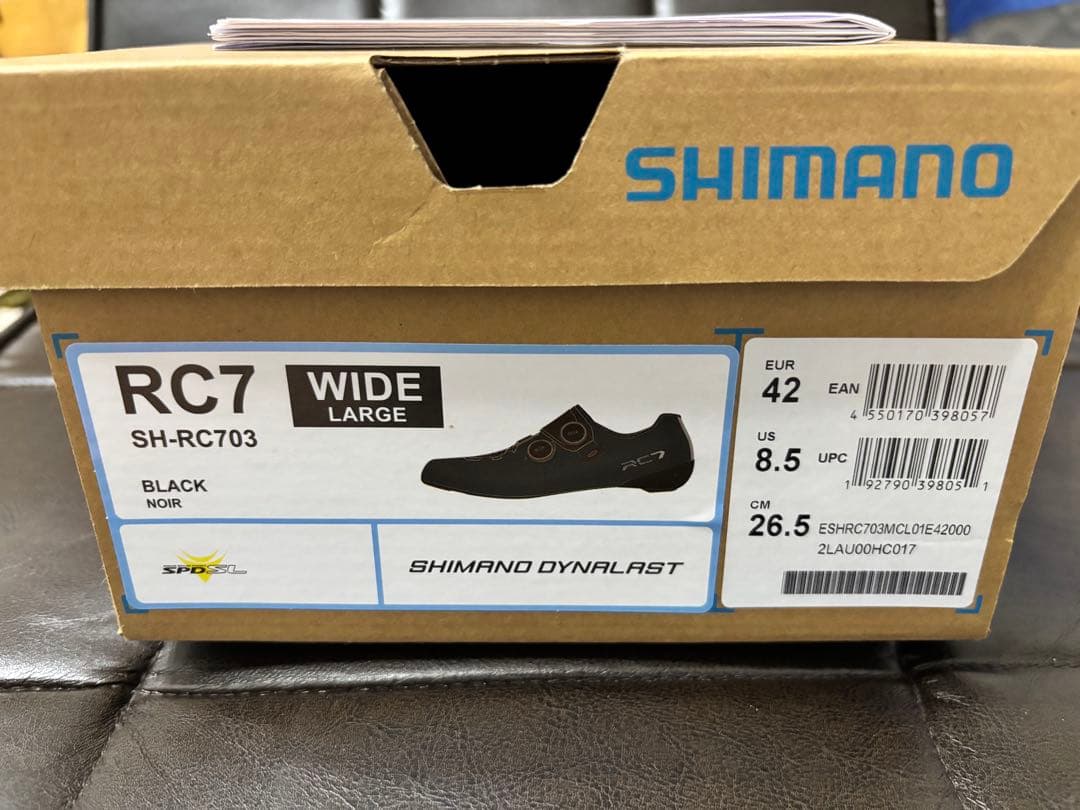 SHIMANO
RC7
WIDE
LARGE
SH-RC703
BLACK
NOIR
RC7
SPD-SL
SHIMANO DYNALAST
EUR
42
EAN
4 550170 398057
US
8.5
UPC
1 92790 39805 1
CM
26.5
ESHRC703MCL01E42000
2LAU00HC017